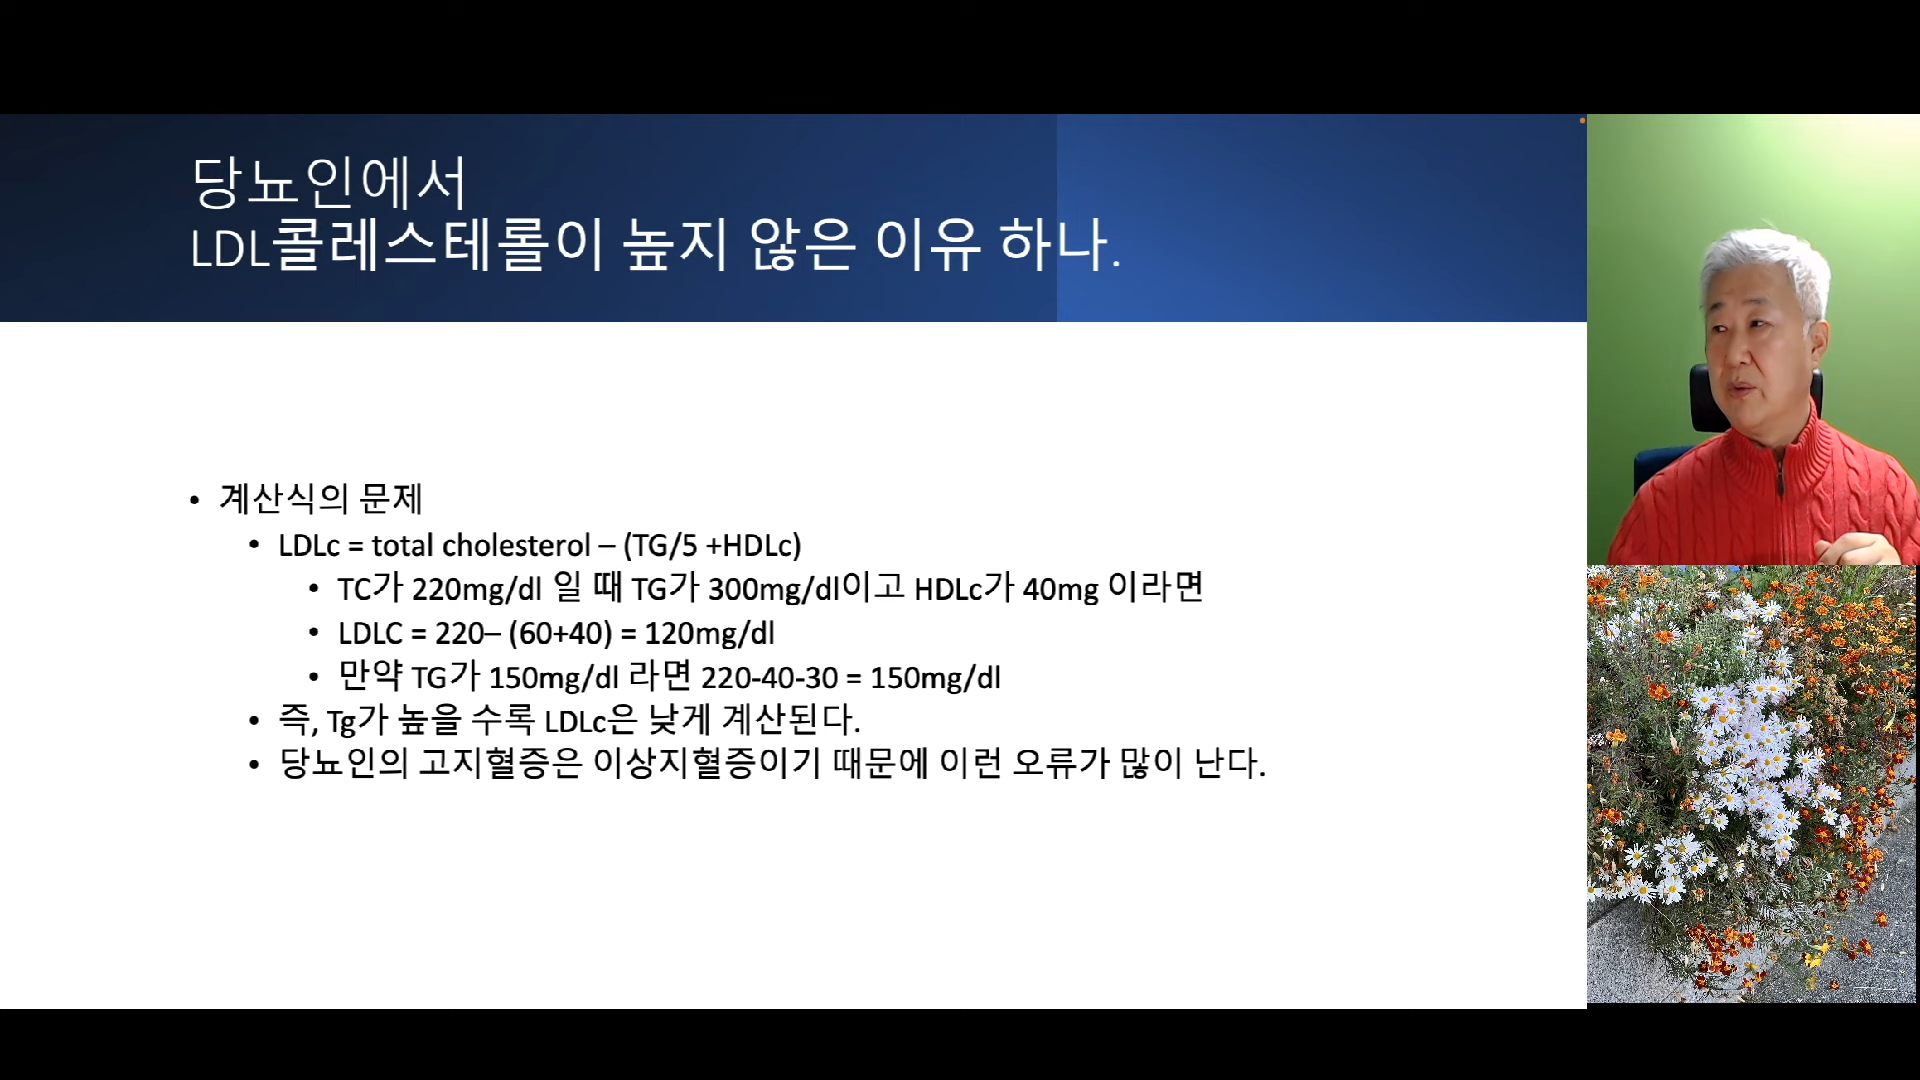 당뇨인에서
LDL콜레스테롤이 높지 않은 이유 하나.
• 계산식의 문제
• LDLc = total cholesterol – (TG/5 +HDLc)
• TC가 220mg/dl 일 때 TG가 300mg/dl이고 HDLc가 40mg 이라면
• LDLC = 220– (60+40) = 120mg/dl
• 만약 TG가 150mg/dl 라면 220-40-30 = 150mg/dl
• 즉, Tg가 높을 수록 LDLc은 낮게 계산된다.
• 당뇨인의 고지혈증은 이상지혈증이기 때문에 이런 오류가 많이 난다.